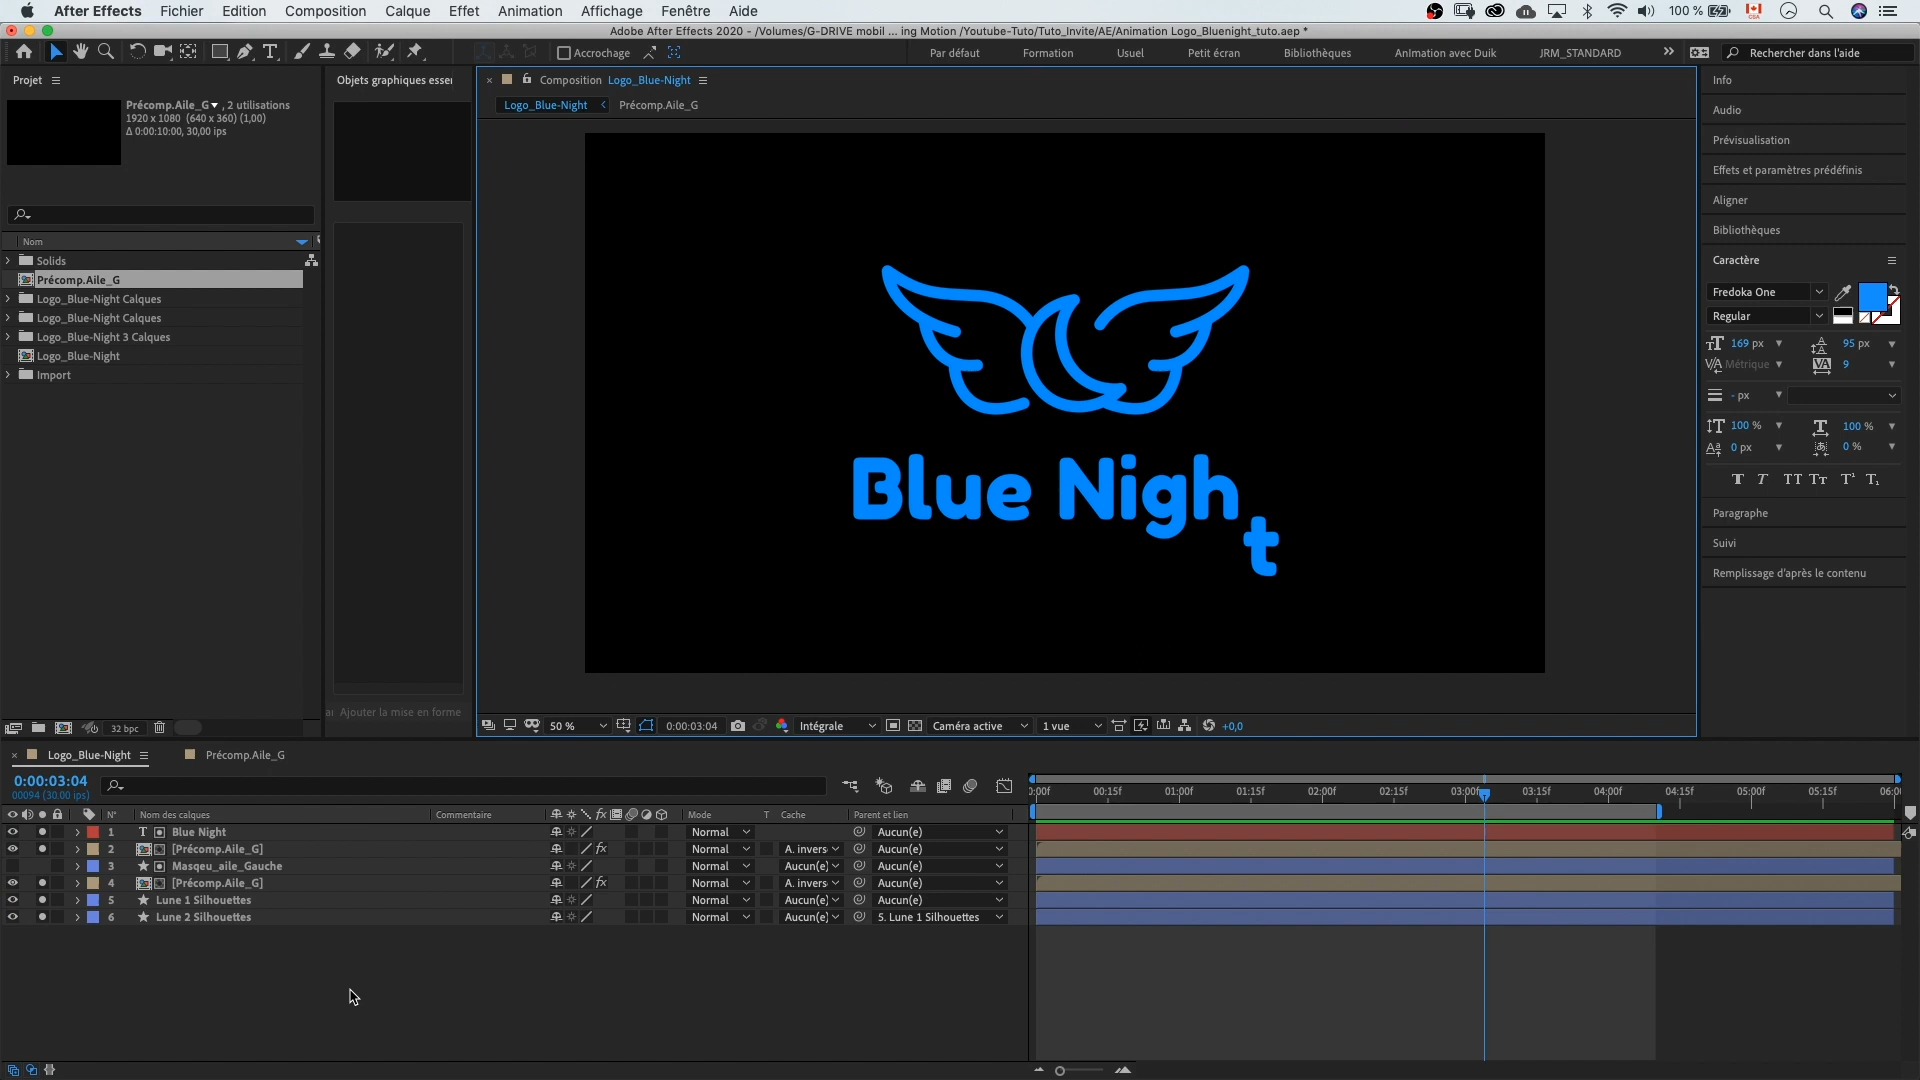 After Effects Fichier Edition Composition Calque Effet Animation Affichage Fenêtre Aide 100 %
Adobe After Effects 2020 - /Volumes/G-DRIVE mobil ... ing Motion /Youtube-Tuto/Tuto_Invite/AE/Animation Logo_Bluenight_tuto.aep *
Accrochage Par défaut Formation Usuel Petit écran Bibliothèques Animation avec Duik JRM_STANDARD Rechercher dans l'aide
Projet
Précomp.Aile_G , 2 utilisations
1920 x 1080 (640 x 360) (1,00)
Δ 0:00:10:00, 30,00 ips
Nom
Solids
Précomp.Aile_G
Logo_Blue-Night Calques
Logo_Blue-Night Calques
Logo_Blue-Night 3 Calques
Logo_Blue-Night
Import
32 bpc
Objets graphiques esser
Ajouter la mise en forme
Composition Logo_Blue-Night
Logo_Blue-Night Précomp.Aile_G
Blue Nigh
t
50 % 0:00:03:04 Intégrale Caméra active 1 vue +0,0
Info
Audio
Prévisualisation
Effets et paramètres prédéfinis
Aligner
Bibliothèques
Caractère
Fredoka One
Regular
169 px 95 px
Métrique 9
- px
100 % 100 %
0 px 0 %
Paragraphe
Suivi
Remplissage d'après le contenu
Logo_Blue-Night Précomp.Aile_G
0:00:03:04
00094 (30.00 ips)
:00f 00:15f 01:00f 01:15f 02:00f 02:15f 03:00f 03:15f 04:00f 04:15f 05:00f 05:15f 06:00
N° Nom des calques Commentaire Mode T Cache Parent et lien
1 Blue Night Normal Aucun(e)
2 [Précomp.Aile_G] Normal A. invers Aucun(e)
3 Masqeu_aile_Gauche Normal Aucun(e) Aucun(e)
4 [Précomp.Aile_G] Normal A. invers Aucun(e)
5 Lune 1 Silhouettes Normal Aucun(e) Aucun(e)
6 Lune 2 Silhouettes Normal Aucun(e) 5. Lune 1 Silhouettes